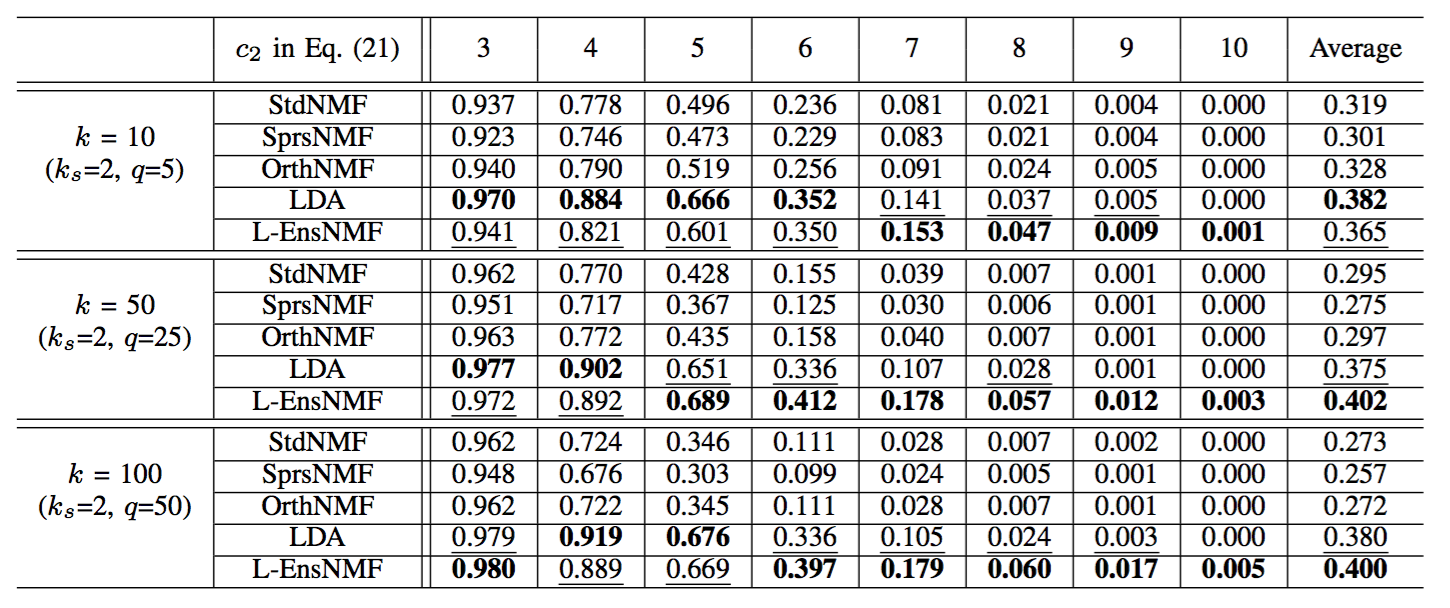 c₂ in Eq. (21) 3 4 5 6 7 8 9 10 Average
k = 10
(kₛ=2, q=5)
StdNMF 0.937 0.778 0.496 0.236 0.081 0.021 0.004 0.000 0.319
SprsNMF 0.923 0.746 0.473 0.229 0.083 0.021 0.004 0.000 0.301
OrthNMF 0.940 0.790 0.519 0.256 0.091 0.024 0.005 0.000 0.328
LDA 0.970 0.884 0.666 0.352 0.141 0.037 0.005 0.000 0.382
L-EnsNMF 0.941 0.821 0.601 0.350 0.153 0.047 0.009 0.001 0.365
k = 50
(kₛ=2, q=25)
StdNMF 0.962 0.770 0.428 0.155 0.039 0.007 0.001 0.000 0.295
SprsNMF 0.951 0.717 0.367 0.125 0.030 0.006 0.001 0.000 0.275
OrthNMF 0.963 0.772 0.435 0.158 0.040 0.007 0.001 0.000 0.297
LDA 0.977 0.902 0.651 0.336 0.107 0.028 0.001 0.000 0.375
L-EnsNMF 0.972 0.892 0.689 0.412 0.178 0.057 0.012 0.003 0.402
k = 100
(kₛ=2, q=50)
StdNMF 0.962 0.724 0.346 0.111 0.028 0.007 0.002 0.000 0.273
SprsNMF 0.948 0.676 0.303 0.099 0.024 0.005 0.001 0.000 0.257
OrthNMF 0.962 0.722 0.345 0.111 0.028 0.007 0.001 0.000 0.272
LDA 0.979 0.919 0.676 0.336 0.105 0.024 0.003 0.000 0.380
L-EnsNMF 0.980 0.889 0.669 0.397 0.179 0.060 0.017 0.005 0.400